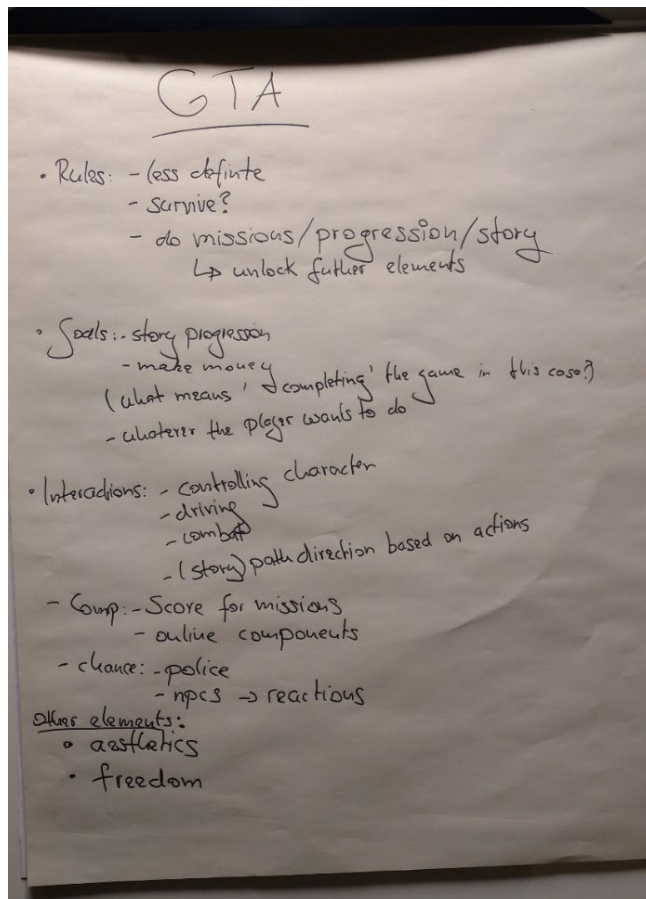 GTA
• Rules: - less definte
- survive?
- do missions/progression/story
↳ unlock futher elements
• Goals: - story progression
- make money
(what means 'completing' the game in this case?)
- whatever the player wants to do
• Interactions: - controlling character
- driving
- combat
- (story) path direction based on actions
- Comp: - Score for missions
- online components
- chance: - police
- npcs → reactions
Other elements:
• aesthetics
• freedom